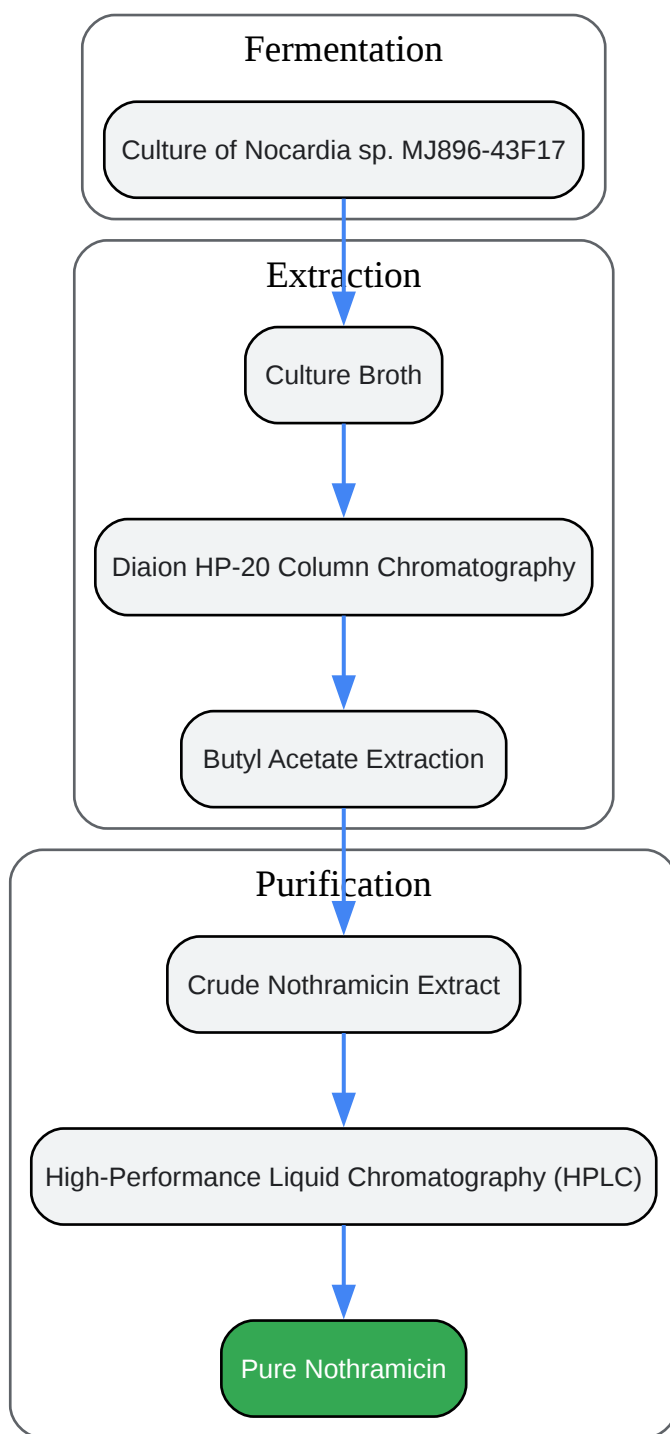 Fermentation
Culture of Nocardia sp. MJ896-43F17
Extraction
Culture Broth
Diaion HP-20 Column Chromatography
Butyl Acetate Extraction
Purification
Crude Nothramicin Extract
High-Performance Liquid Chromatography (HPLC)
Pure Nothramicin